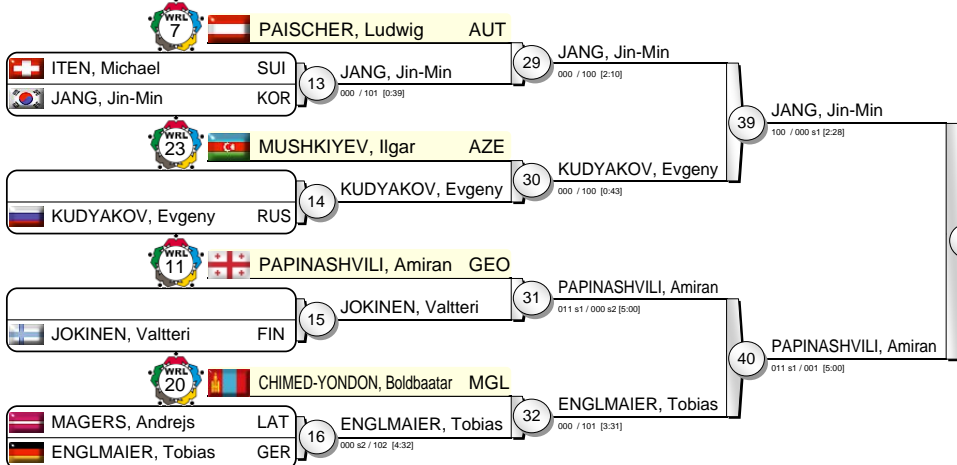 WRL
7
PAISCHER, Ludwig AUT
ITEN, Michael SUI
JANG, Jin-Min KOR
13
JANG, Jin-Min
000 / 101 [0:39]
29
JANG, Jin-Min
000 / 100 [2:10]
WRL
23
MUSHKIYEV, Ilgar AZE
KUDYAKOV, Evgeny RUS
14
KUDYAKOV, Evgeny
30
KUDYAKOV, Evgeny
000 / 100 [0:43]
39
JANG, Jin-Min
100 / 000 s1 [2:28]
WRL
11
PAPINASHVILI, Amiran GEO
JOKINEN, Valtteri FIN
15
JOKINEN, Valtteri
31
PAPINASHVILI, Amiran
011 s1 / 000 s2 [5:00]
WRL
20
CHIMED-YONDON, Boldbaatar MGL
MAGERS, Andrejs LAT
ENGLMAIER, Tobias GER
16
ENGLMAIER, Tobias
000 s2 / 102 [4:32]
32
ENGLMAIER, Tobias
000 / 101 [3:31]
40
PAPINASHVILI, Amiran
011 s1 / 001 [5:00]